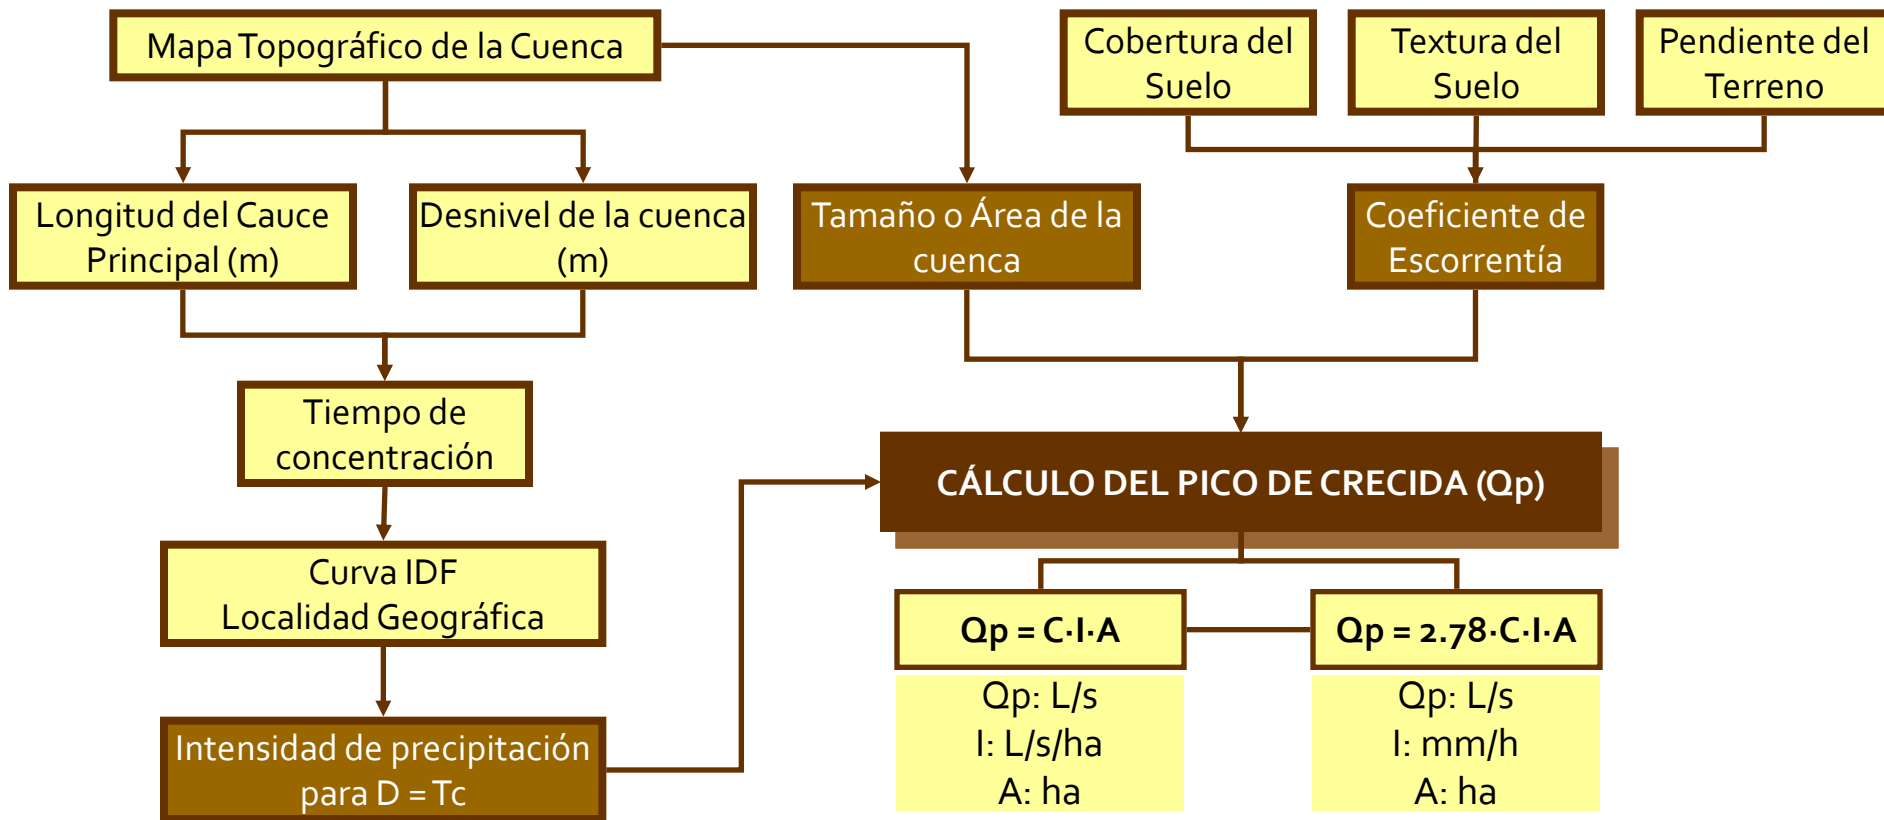 Mapa Topográfico de la Cuenca
Cobertura del
Suelo
Textura del
Suelo
Pendiente del
Terreno
Longitud del Cauce
Principal (m)
Desnivel de la cuenca
(m)
Tamaño o Área de la
cuenca
Coeficiente de
Escorrentía
Tiempo de
concentración
CÁLCULO DEL PICO DE CRECIDA (Qp)
Curva IDF
Localidad Geográfica
Qp = C·I·A
Qp = 2.78·C·I·A
Qp: L/s
I: L/s/ha
A: ha
Qp: L/s
I: mm/h
A: ha
Intensidad de precipitación
para D = Tc